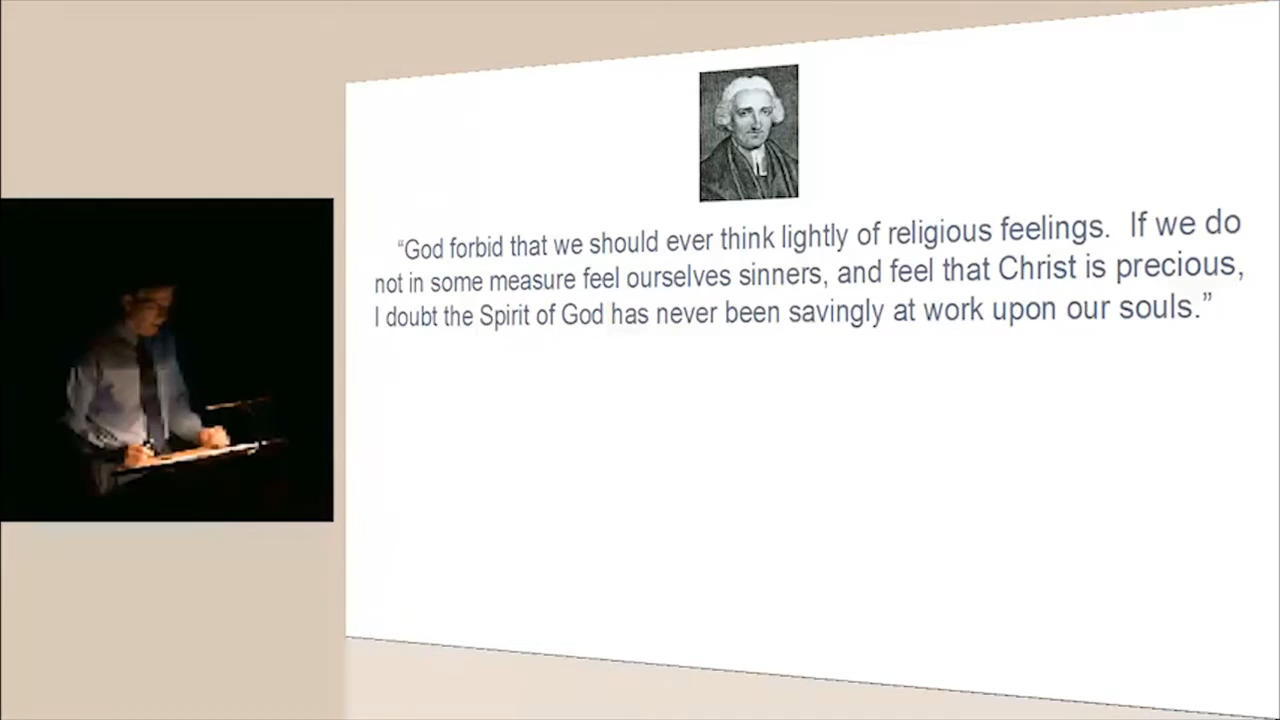 “God forbid that we should ever think lightly of religious feelings.  If we do
not in some measure feel ourselves sinners, and feel that Christ is precious,
I doubt the Spirit of God has never been savingly at work upon our souls.”